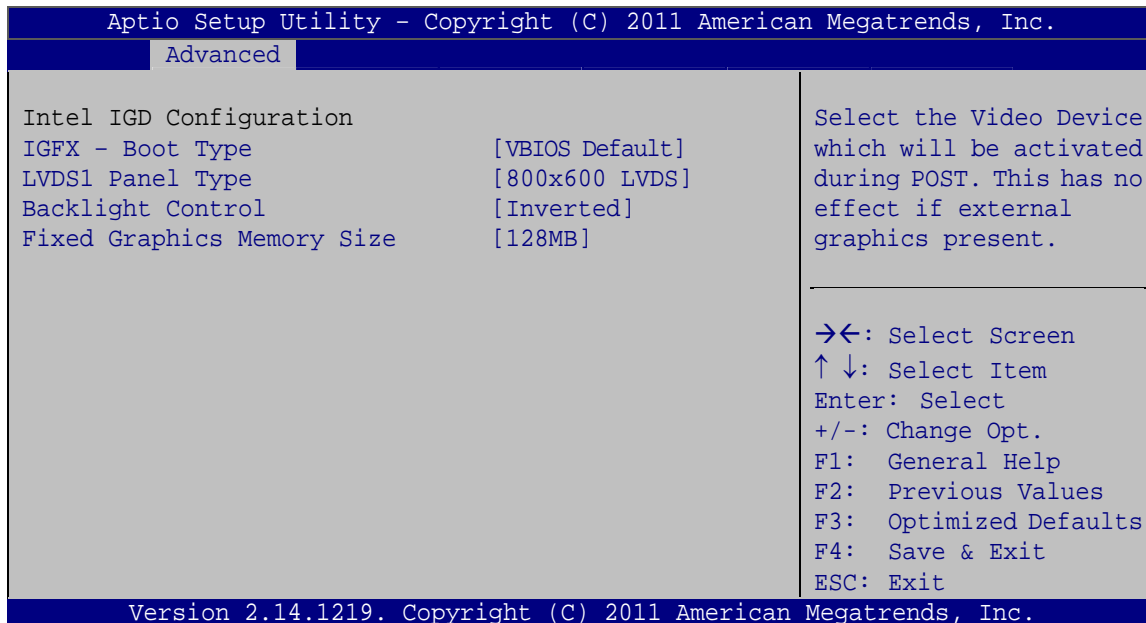 Aptio Setup Utility – Copyright (C) 2011 American Megatrends, Inc.
Advanced
Intel IGD Configuration
IGFX – Boot Type [VBIOS Default]
LVDS1 Panel Type [800x600 LVDS]
Backlight Control [Inverted]
Fixed Graphics Memory Size [128MB]
Select the Video Device
which will be activated
during POST. This has no
effect if external
graphics present.
→←: Select Screen
↑ ↓: Select Item
Enter: Select
+/-: Change Opt.
F1: General Help
F2: Previous Values
F3: Optimized Defaults
F4: Save & Exit
ESC: Exit
Version 2.14.1219. Copyright (C) 2011 American Megatrends, Inc.